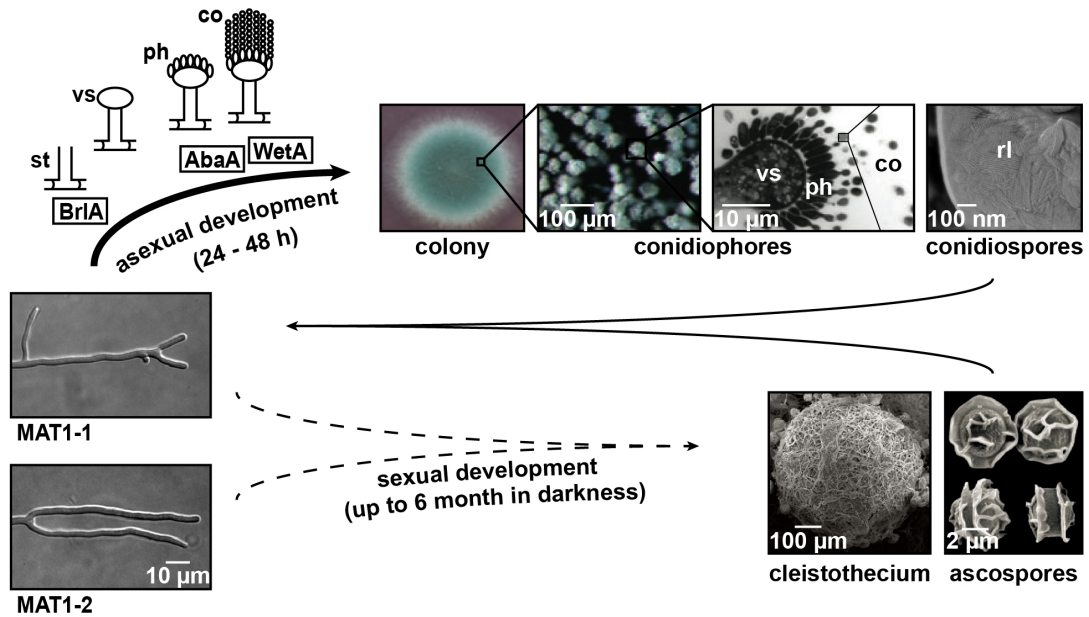 co
ph
vs
st
BrlA
AbaA
WetA
asexual development
(24 - 48 h)
colony
100 µm
vs
ph
co
10 µm
conidiophores
rl
100 nm
conidiospores
MAT1-1
10 µm
MAT1-2
sexual development
(up to 6 month in darkness)
100 µm
cleistothecium
2 µm
ascospores